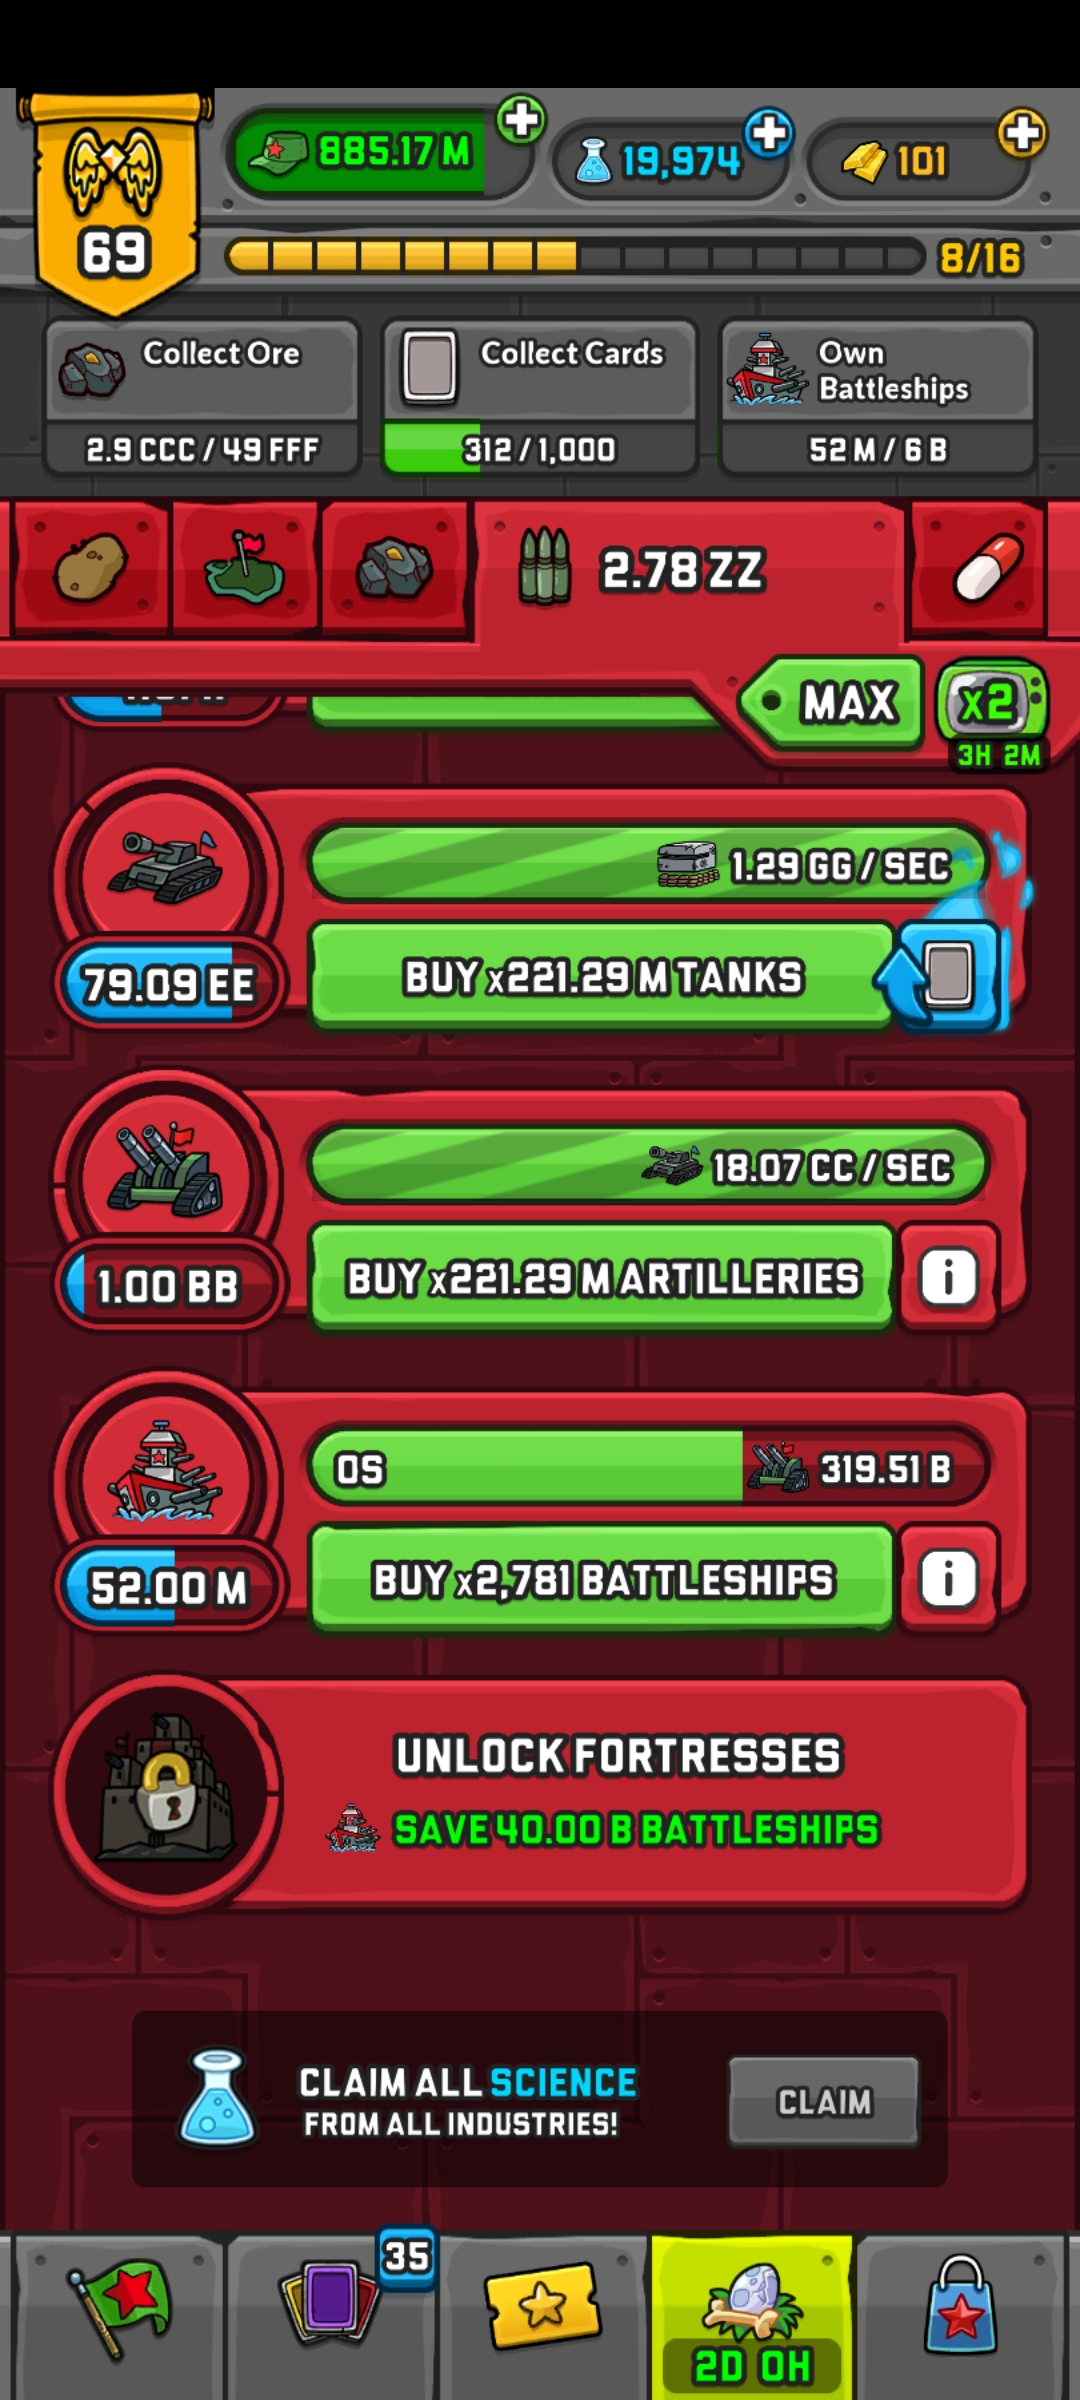 885.17 M
19,974
101
69
8/16
Collect Ore
2.9 CCC / 49 FFF
Collect Cards
312 / 1,000
Own
Battleships
52 M / 6 B
2.78 ZZ
MAX
x2
3H 2M
1.29 GG / SEC
79.09 EE
BUY x221.29 M TANKS
18.07 CC / SEC
1.00 BB
BUY x221.29 M ARTILLERIES
i
0S
319.51 B
52.00 M
BUY x2,781 BATTLESHIPS
i
UNLOCK FORTRESSES
SAVE 40.00 B BATTLESHIPS
CLAIM ALL SCIENCE
FROM ALL INDUSTRIES!
CLAIM
35
2D 0H